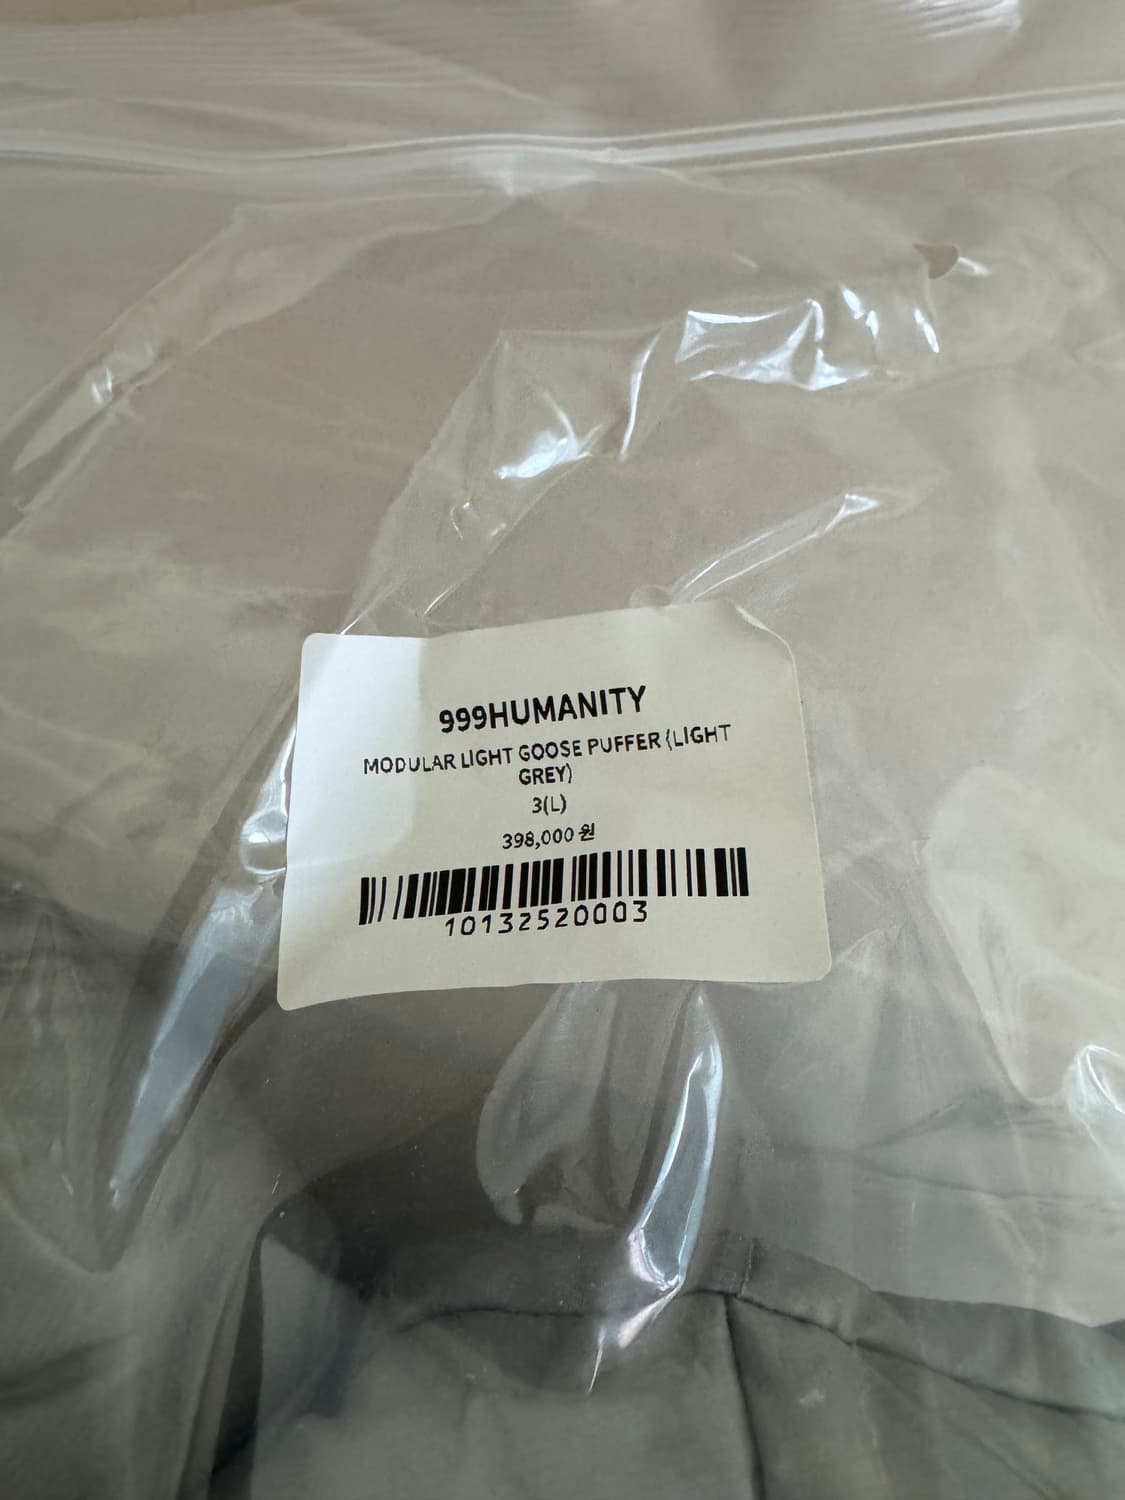 999HUMANITY
MODULAR LIGHT GOOSE PUFFER (LIGHT
GREY)
3(L)
398,000 원
10132520003